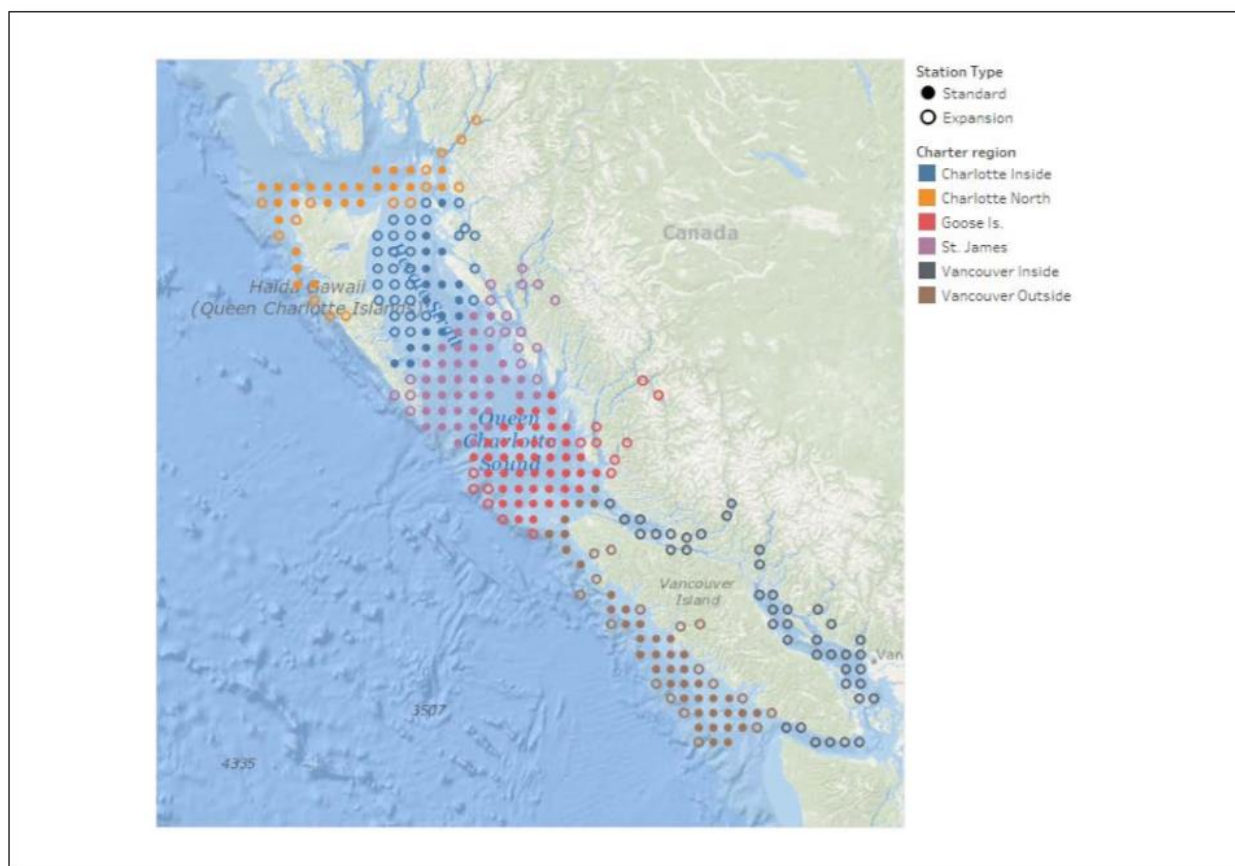 Station Type
Standard
Expansion
Charter region
Charlotte Inside
Charlotte North
Goose Is.
St. James
Vancouver Inside
Vancouver Outside
Canada
Haida Gwaii
(Queen Charlotte Islands)
Queen
Charlotte
Sound
Vancouver
Island
Van
3507
4335